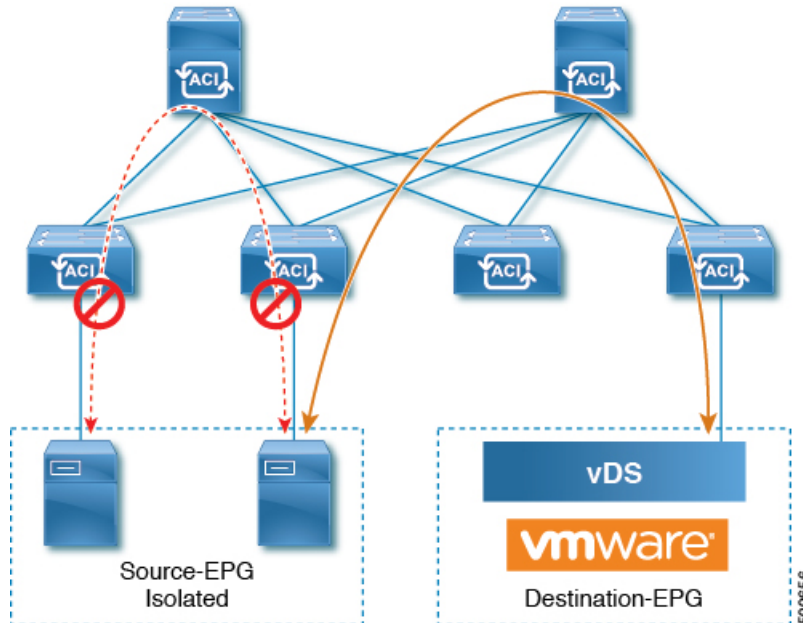 ACI
ACI
ACI
ACI
ACI
ACI
vDS
vmware
Source-EPG
Isolated
Destination-EPG